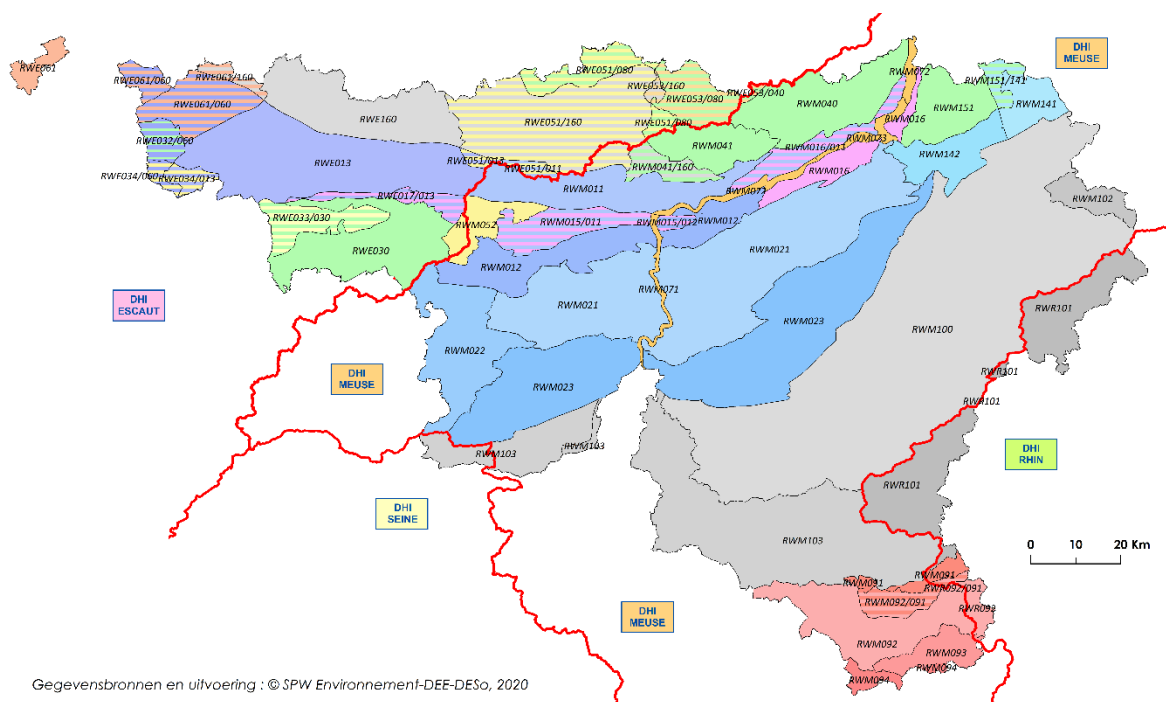 DHI
MEUSE
RWE061
RWE061/060
RWE061/160
RWE061/060
RWE032/060
RWE034/060
RWE034/013
RWE160
RWE013
RWE051/080
RWE053/160
RWE053/080
RWE053/040
RWE051/160
RWE051/080
RWE051/013
RWE051/011
RWE017/013
RWE033/030
RWE030
RWM072
RWM040
RWM151/141
RWM151
RWM141
RWM016
RWM073
RWM041
RWM016/011
RWM142
RWM041/160
RWM016
RWM011
RWM073
RWM102
RWM052
RWM015/011
RWM015/012
RWM012
RWM012
RWM021
RWM021
RWM071
RWM022
RWM023
RWM023
RWM100
RWR101
RWR101
RWR101
DHI
ESCAUT
DHI
MEUSE
RWM103
RWM103
DHI
RHIN
RWR101
DHI
SEINE
RWM103
0 10 20 Km
RWM091
RWM091
RWR092/091
RWM092/091
RWR092
DHI
MEUSE
RWM092
RWM093
RWM094
RWM094
Gegevensbronnen en uitvoering : © SPW Environnement-DEE-DESo, 2020